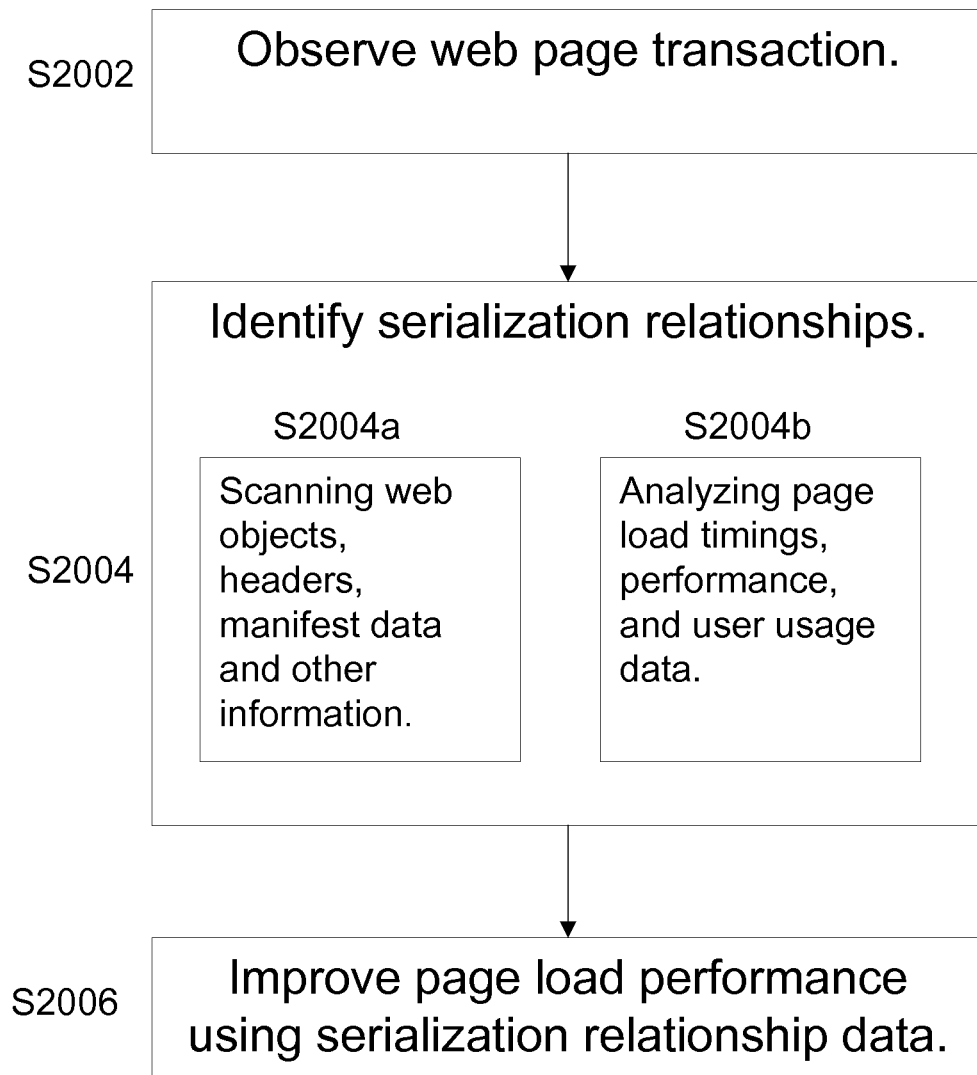 Observe web page transaction.
S2002
Identify serialization relationships.
S2004a
S2004b
Scanning web
objects,
headers,
manifest data
and other
information.
Analyzing page
load timings,
performance,
and user usage
data.
S2004
Improve page load performance
using serialization relationship data.
S2006